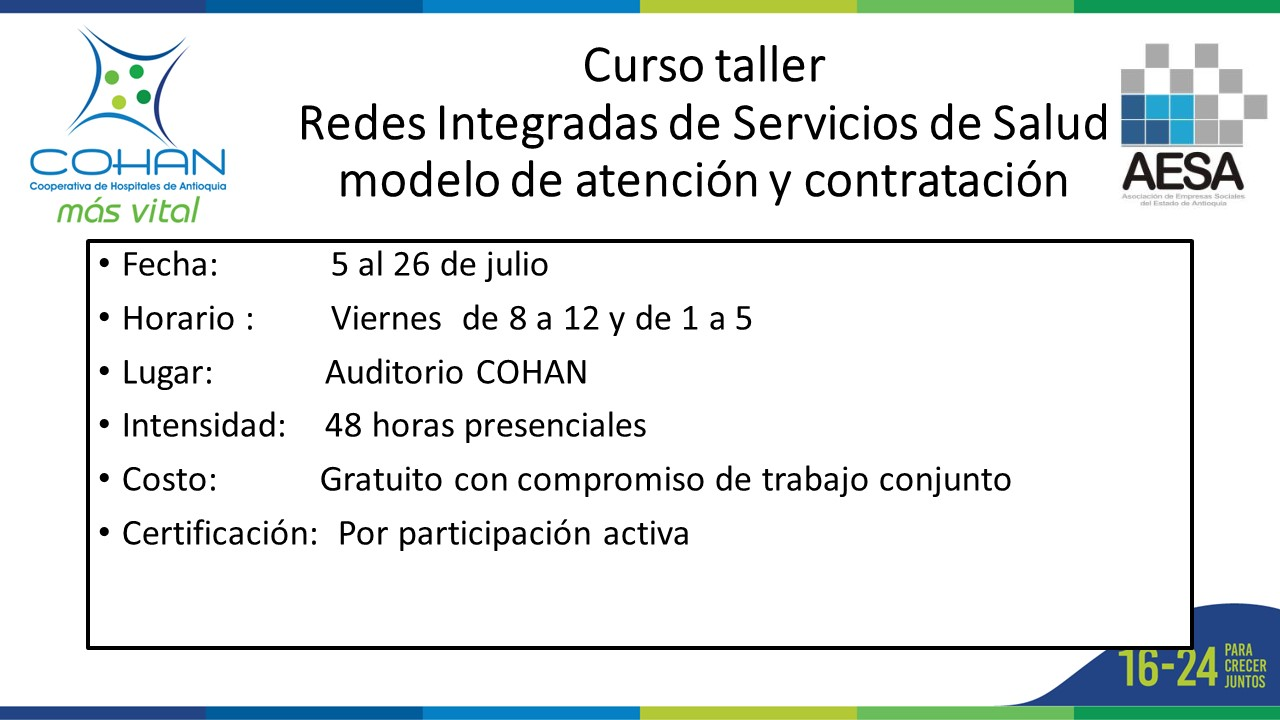 Curso taller
Redes Integradas de Servicios de Salud
modelo de atención y contratación
COHAN
Cooperativa de Hospitales de Antioquia
más vital
AESA
Asociación de Empresas Sociales
del Estado de Antioquia
• Fecha: 5 al 26 de julio
• Horario : Viernes de 8 a 12 y de 1 a 5
• Lugar: Auditorio COHAN
• Intensidad: 48 horas presenciales
• Costo: Gratuito con compromiso de trabajo conjunto
• Certificación: Por participación activa
16-24 PARA
CRECER
JUNTOS